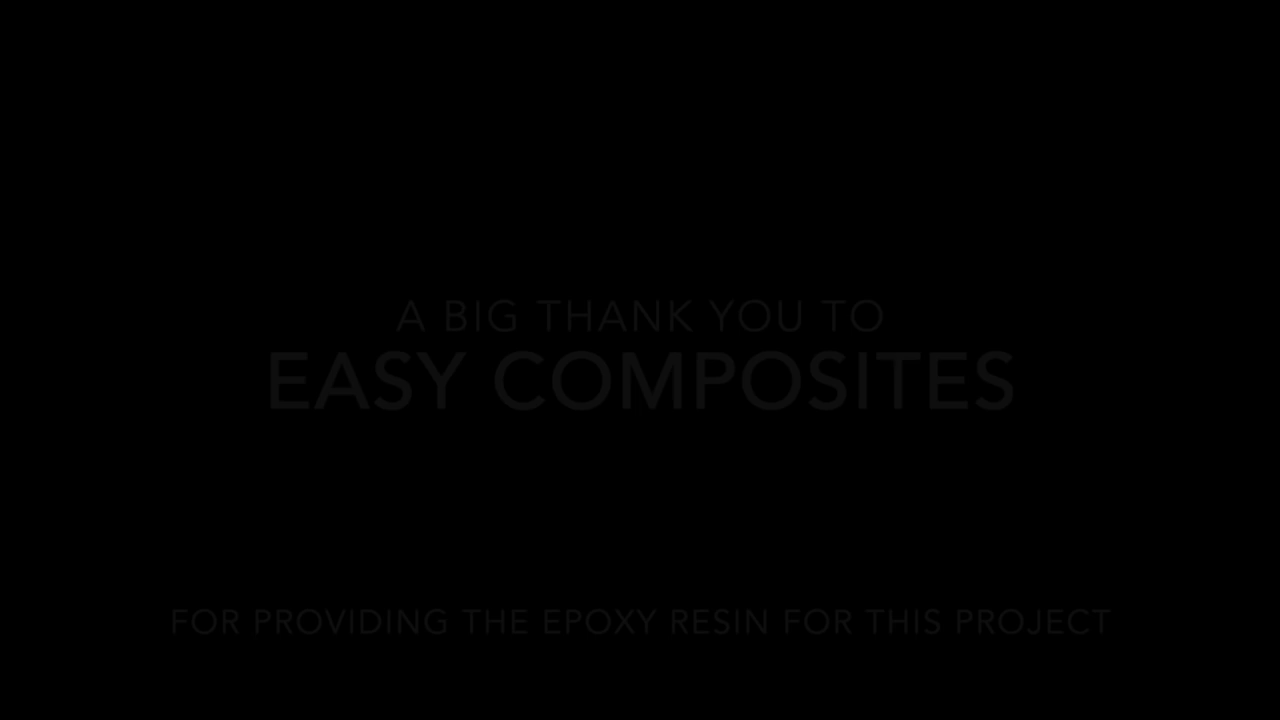 A BIG THANK YOU TO
EASY COMPOSITES
FOR PROVIDING THE EPOXY RESIN FOR THIS PROJECT